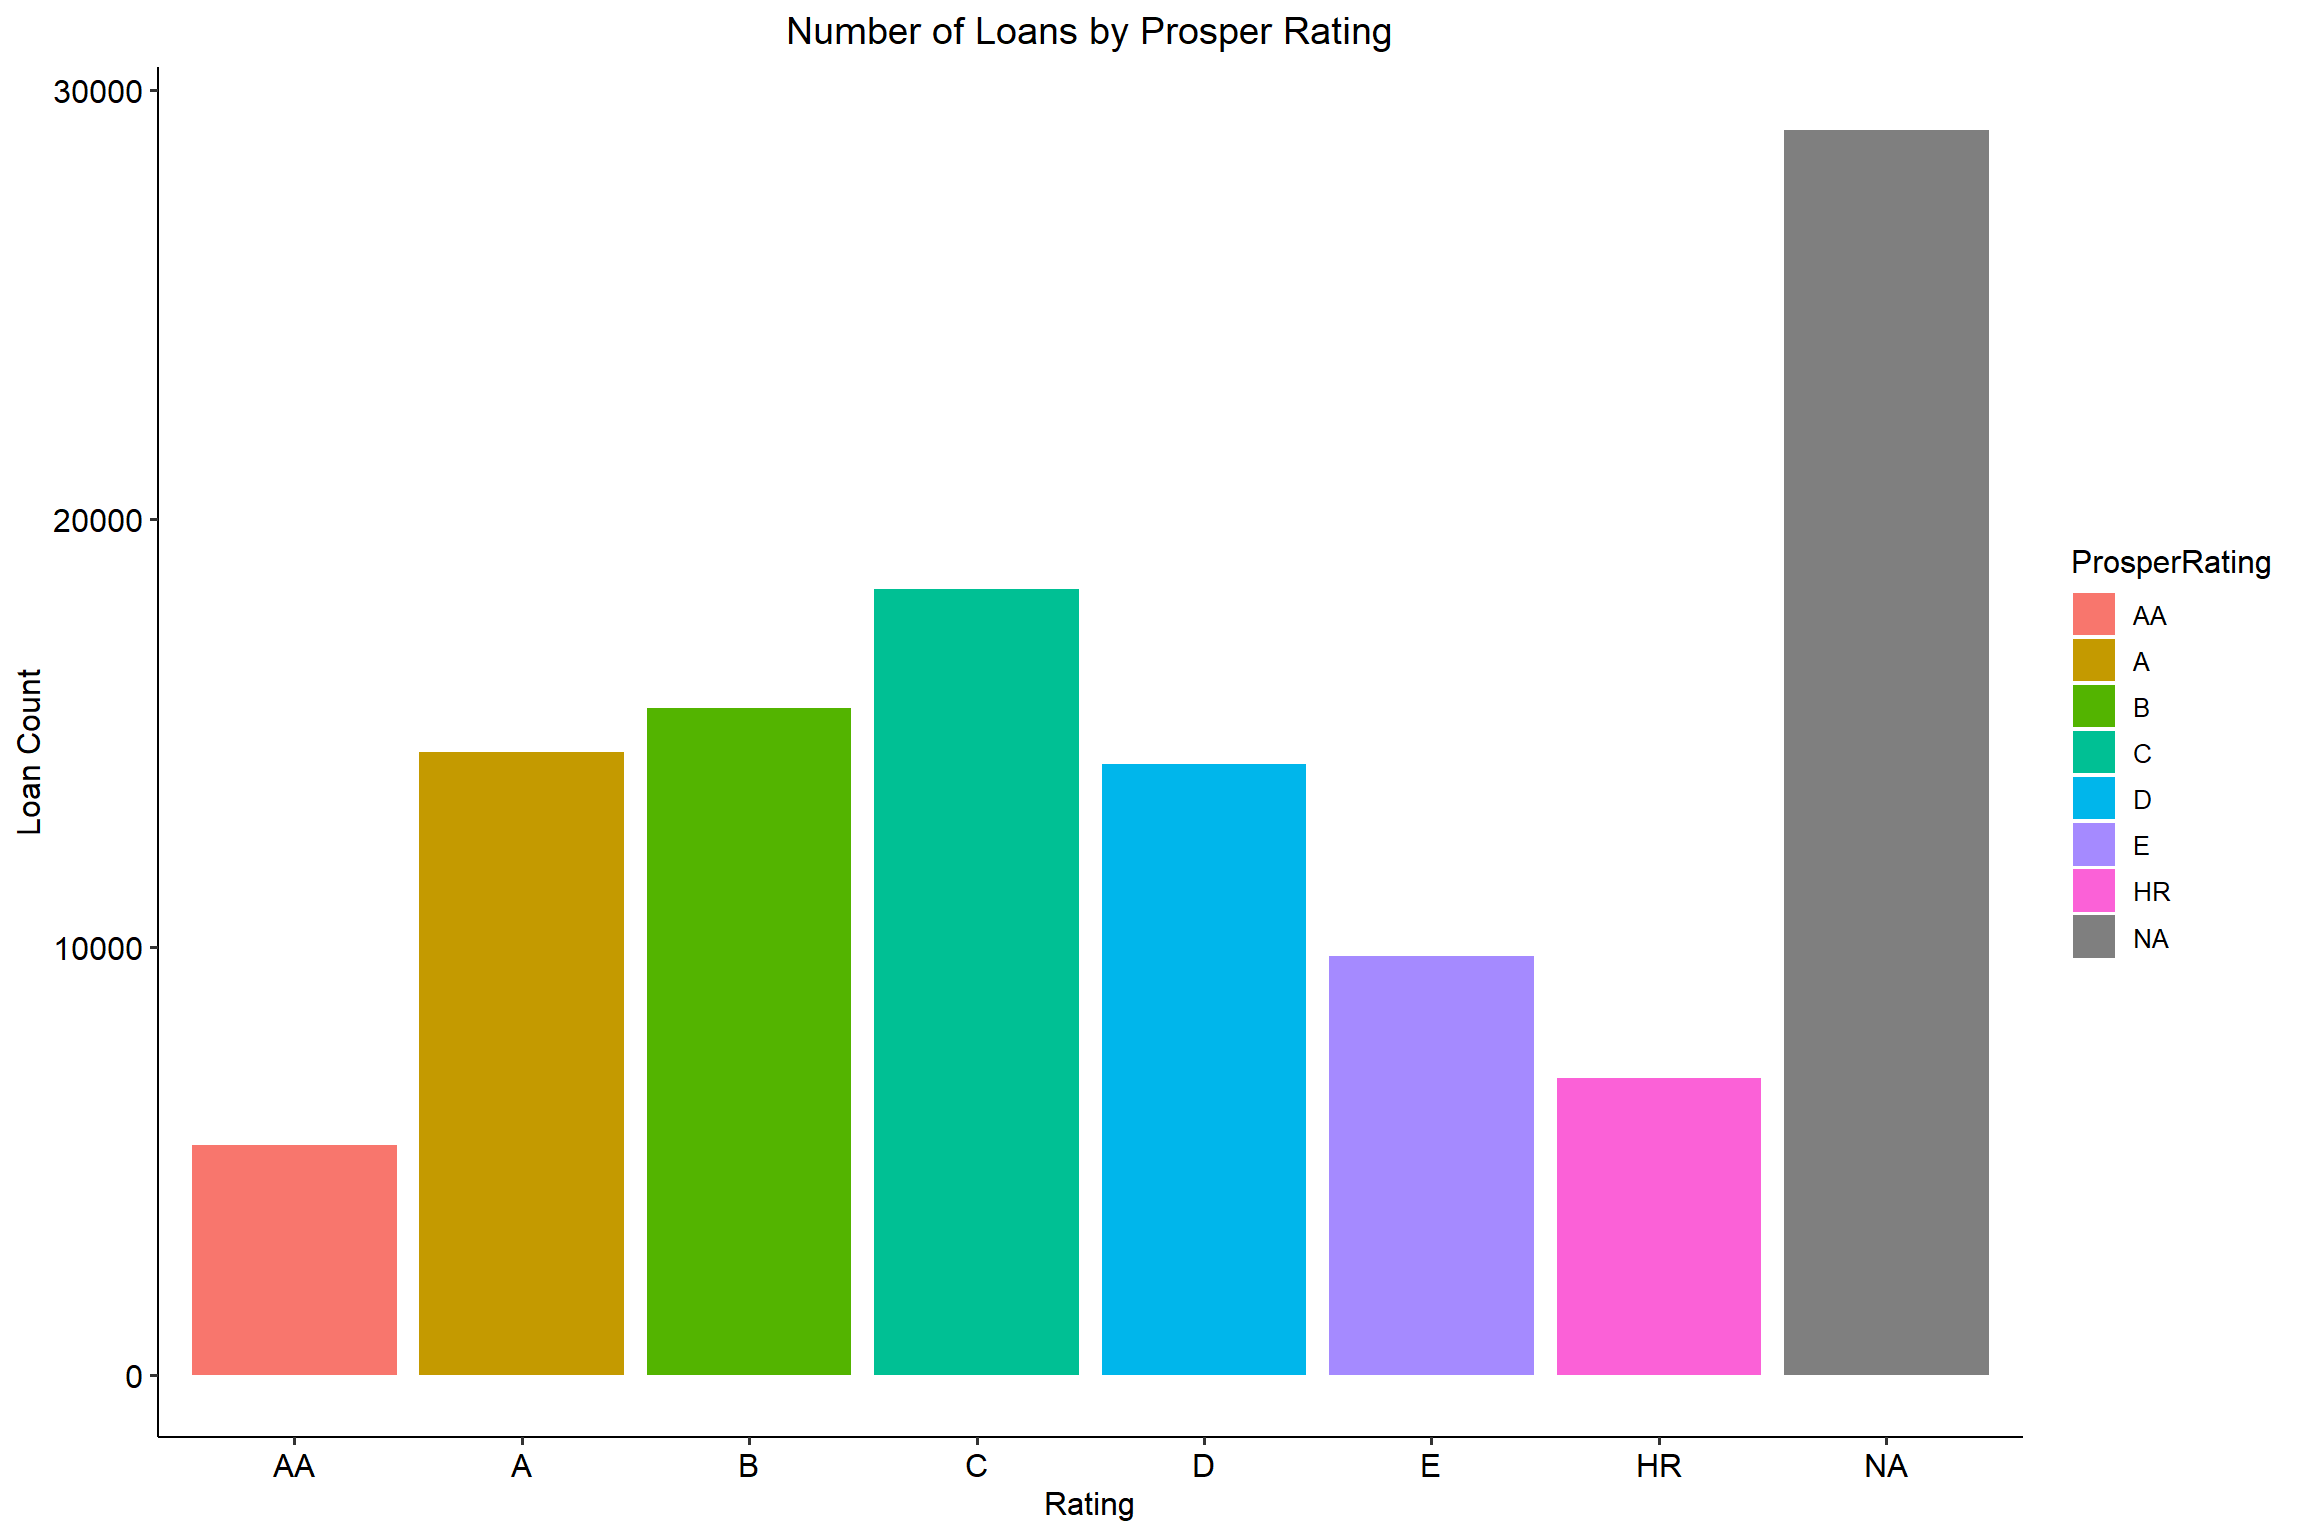 Number of Loans by Prosper Rating
30000
20000
10000
0
Loan Count
AA
A
B
C
D
E
HR
NA
Rating
ProsperRating
AA
A
B
C
D
E
HR
NA